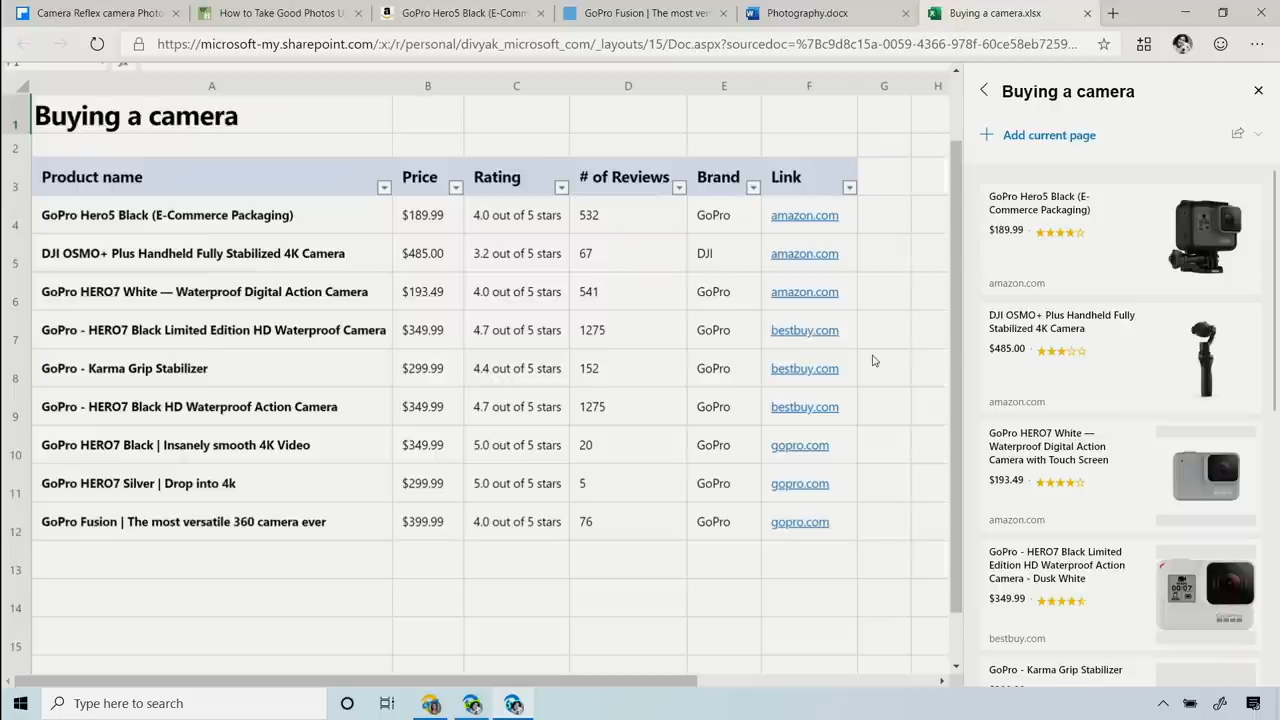 Camera Reflex camera Photo
How to Take Good Photos U
GoPro Hero5 Black (E-Comm
GoPro Fusion | The most ver
Photography.docx
Buying a camera.xlsx
https://microsoft-my.sharepoint.com/:x:/r/personal/divyak_microsoft_com/_layouts/15/Doc.aspx?sourcedoc=%7Bc9d8c15a-0059-4366-978f-60ce58eb7259...
A B C D E F G H
1 Buying a camera
2
3 Product name Price Rating # of Reviews Brand Link
4 GoPro Hero5 Black (E-Commerce Packaging) $189.99 4.0 out of 5 stars 532 GoPro amazon.com
5 DJI OSMO+ Plus Handheld Fully Stabilized 4K Camera $485.00 3.2 out of 5 stars 67 DJI amazon.com
6 GoPro HERO7 White — Waterproof Digital Action Camera $193.49 4.0 out of 5 stars 541 GoPro amazon.com
7 GoPro - HERO7 Black Limited Edition HD Waterproof Camera $349.99 4.7 out of 5 stars 1275 GoPro bestbuy.com
8 GoPro - Karma Grip Stabilizer $299.99 4.4 out of 5 stars 152 GoPro bestbuy.com
9 GoPro - HERO7 Black HD Waterproof Action Camera $349.99 4.7 out of 5 stars 1275 GoPro bestbuy.com
10 GoPro HERO7 Black | Insanely smooth 4K Video $349.99 5.0 out of 5 stars 20 GoPro gopro.com
11 GoPro HERO7 Silver | Drop into 4k $299.99 5.0 out of 5 stars 5 GoPro gopro.com
12 GoPro Fusion | The most versatile 360 camera ever $399.99 4.0 out of 5 stars 76 GoPro gopro.com
13
14
15
Buying a camera
Add current page
GoPro Hero5 Black (E-
Commerce Packaging)
$189.99 ·
amazon.com
DJI OSMO+ Plus Handheld Fully
Stabilized 4K Camera
$485.00 ·
amazon.com
GoPro HERO7 White —
Waterproof Digital Action
Camera with Touch Screen
$193.49 ·
amazon.com
GoPro - HERO7 Black Limited
Edition HD Waterproof Action
Camera - Dusk White
$349.99 ·
bestbuy.com
GoPro - Karma Grip Stabilizer
Type here to search